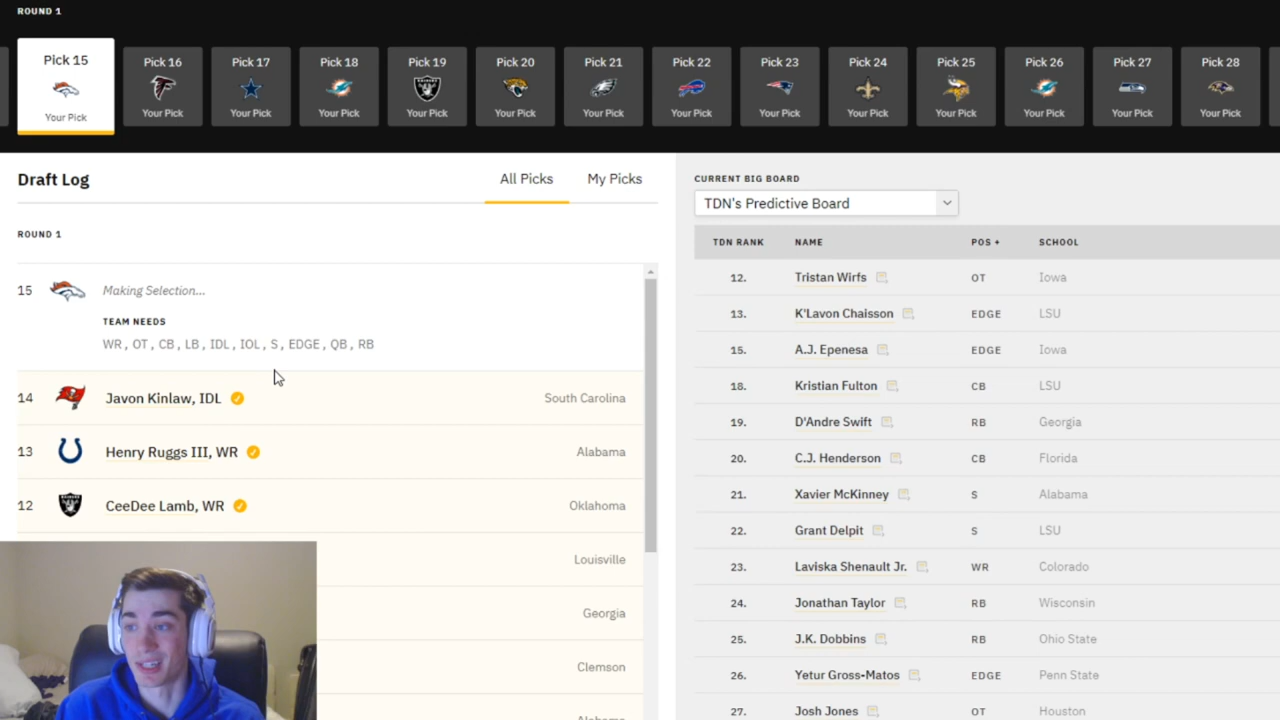 ROUND 1
Pick 15 Pick 16 Pick 17 Pick 18 Pick 19 Pick 20 Pick 21 Pick 22 Pick 23 Pick 24 Pick 25 Pick 26 Pick 27 Pick 28
Your Pick Your Pick Your Pick Your Pick Your Pick Your Pick Your Pick Your Pick Your Pick Your Pick Your Pick Your Pick Your Pick Your Pick
Draft Log All Picks My Picks
ROUND 1
15 Making Selection...
TEAM NEEDS
WR , OT , CB , LB , IDL , IOL , S , EDGE , QB , RB
14 Javon Kinlaw, IDL South Carolina
13 Henry Ruggs III, WR Alabama
12 CeeDee Lamb, WR Oklahoma
Louisville
Georgia
Clemson
CURRENT BIG BOARD
TDN's Predictive Board
TDN RANK NAME POS + SCHOOL
12. Tristan Wirfs OT Iowa
13. K'Lavon Chaisson EDGE LSU
15. A.J. Epenesa EDGE Iowa
18. Kristian Fulton CB LSU
19. D'Andre Swift RB Georgia
20. C.J. Henderson CB Florida
21. Xavier McKinney S Alabama
22. Grant Delpit S LSU
23. Laviska Shenault Jr. WR Colorado
24. Jonathan Taylor RB Wisconsin
25. J.K. Dobbins RB Ohio State
26. Yetur Gross-Matos EDGE Penn State
27. Josh Jones OT Houston